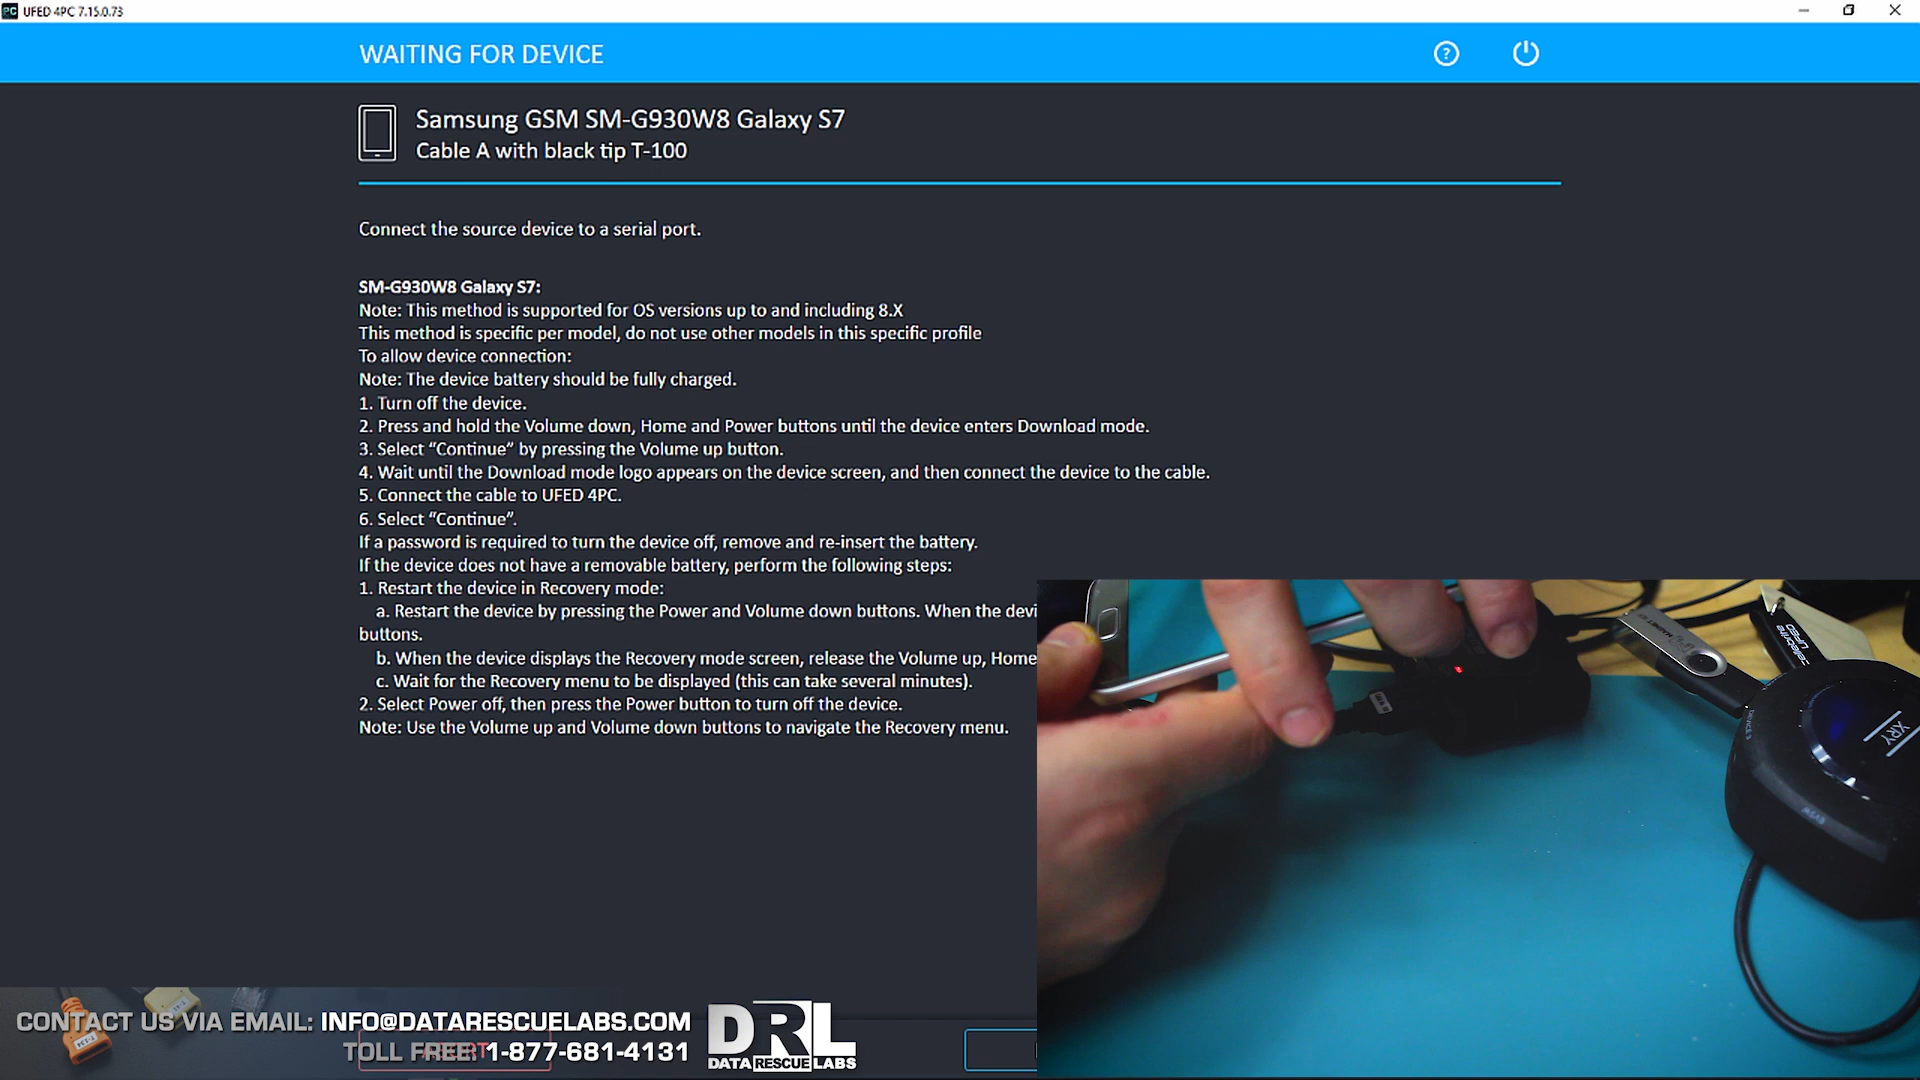 UFED 4PC 7.15.0.73
WAITING FOR DEVICE
Samsung GSM SM-G930W8 Galaxy S7
Cable A with black tip T-100
Connect the source device to a serial port.
SM-G930W8 Galaxy S7:
Note: This method is supported for OS versions up to and including 8.X
This method is specific per model, do not use other models in this specific profile
To allow device connection:
Note: The device battery should be fully charged.
1. Turn off the device.
2. Press and hold the Volume down, Home and Power buttons until the device enters Download mode.
3. Select “Continue” by pressing the Volume up button.
4. Wait until the Download mode logo appears on the device screen, and then connect the device to the cable.
5. Connect the cable to UFED 4PC.
6. Select “Continue”.
If a password is required to turn the device off, remove and re-insert the battery.
If the device does not have a removable battery, perform the following steps:
1. Restart the device in Recovery mode:
a. Restart the device by pressing the Power and Volume down buttons. When the devi
buttons.
b. When the device displays the Recovery mode screen, release the Volume up, Home
c. Wait for the Recovery menu to be displayed (this can take several minutes).
2. Select Power off, then press the Power button to turn off the device.
Note: Use the Volume up and Volume down buttons to navigate the Recovery menu.
cellebrite
UFED
XRY
CONTACT US VIA EMAIL: INFO@DATARESCUELABS.COM
TOLL FREE: 1-877-681-4131
DRL
DATA RESCUE LABS